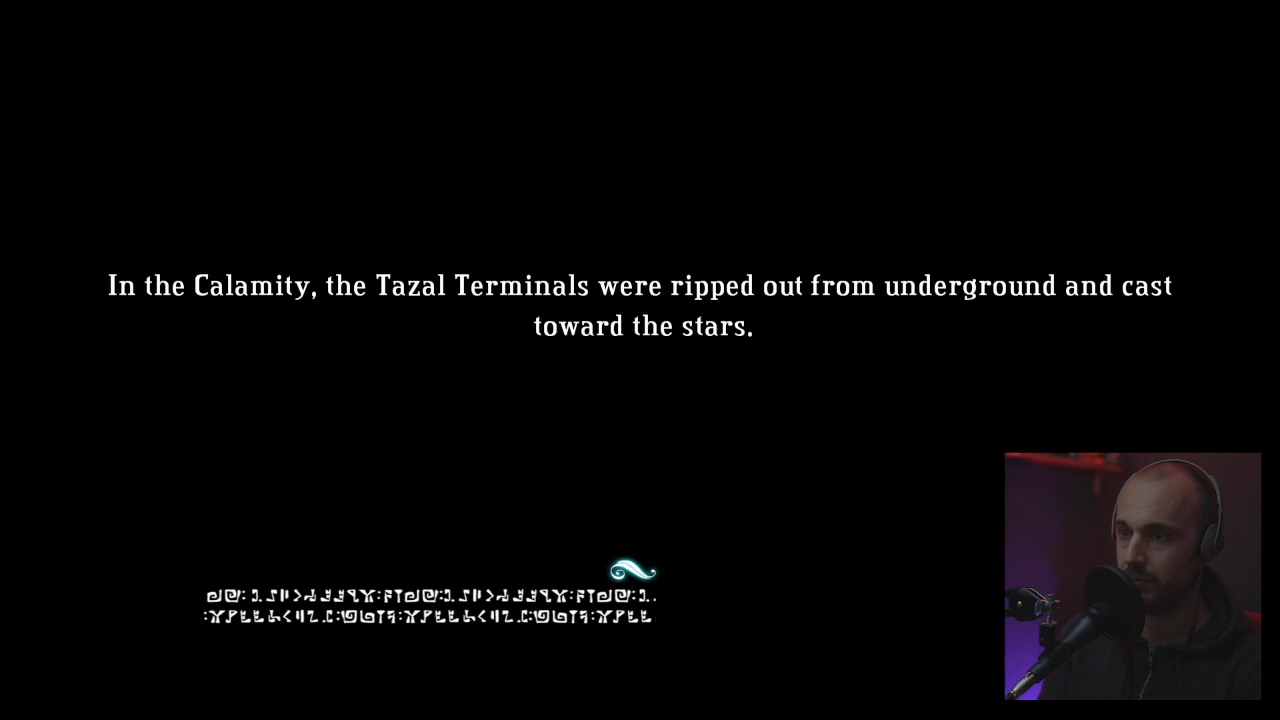 In the Calamity, the Tazal Terminals were ripped out from underground and cast
toward the stars.